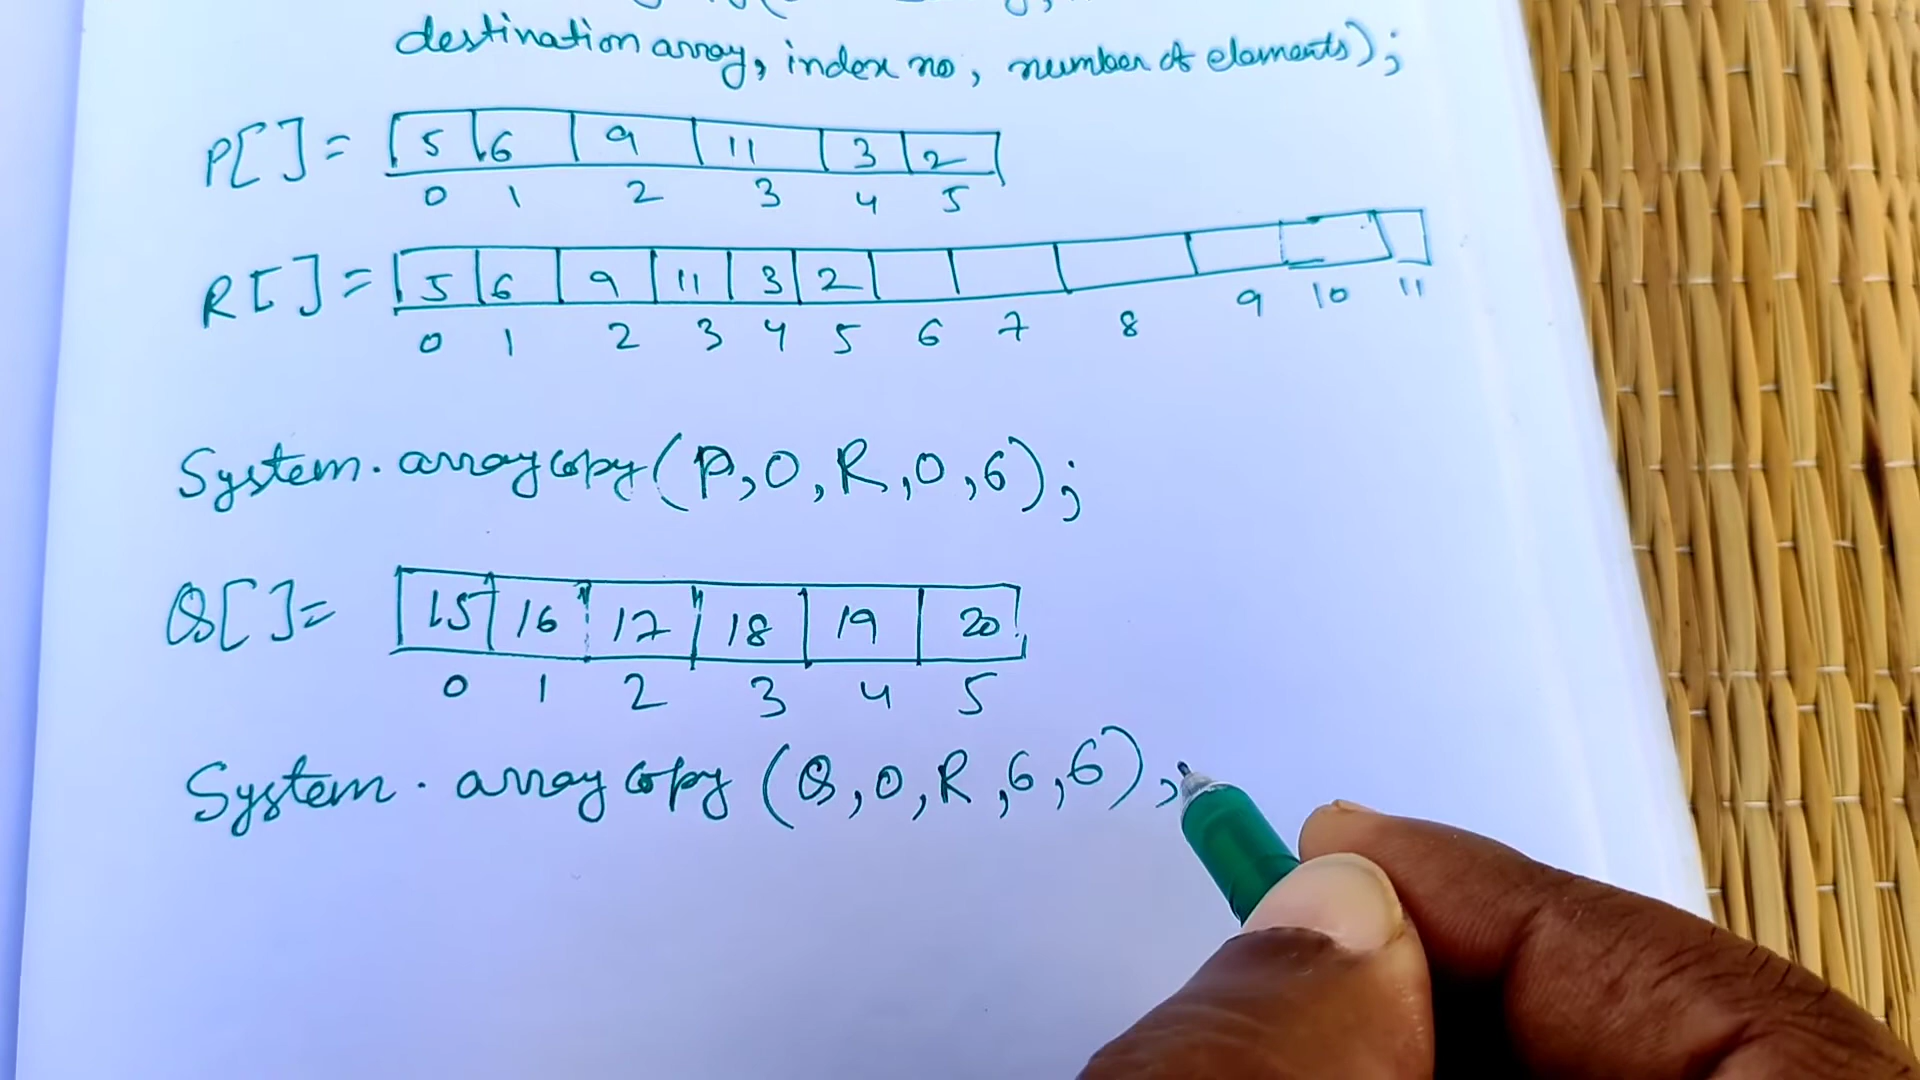 destination array, index no, number of elements);
P[ ] = 5 6 9 11 3 2
0 1 2 3 4 5
R[ ] = 5 6 9 11 3 2
0 1 2 3 4 5 6 7 8 9 10 11
System.arraycopy(P,0,R,0,6);
Q[ ]= 15 16 17 18 19 20
0 1 2 3 4 5
System.arraycopy(Q,0,R,6,6),